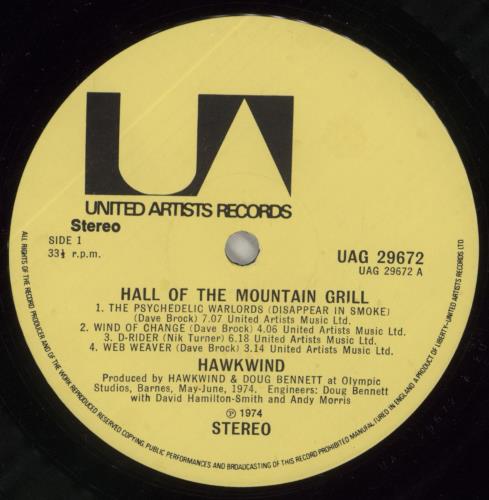 UA
UNITED ARTISTS RECORDS
Stereo
SIDE 1
33⅓ r.p.m.
UAG 29672
UAG 29672 A
HALL OF THE MOUNTAIN GRILL
1. THE PSYCHEDELIC WARLORDS (DISAPPEAR IN SMOKE)
(Dave Brock) 7.07 United Artists Music Ltd.
2. WIND OF CHANGE (Dave Brock) 4.06 United Artists Music Ltd.
3. D-RIDER (Nik Turner) 6.18 United Artists Music Ltd.
4. WEB WEAVER (Dave Brock) 3.14 United Artists Music Ltd.
HAWKWIND
Produced by HAWKWIND & DOUG BENNETT at Olympic
Studios, Barnes, May-June, 1974. Engineers: Doug Bennett
with David Hamilton-Smith and Andy Morris
Ⓟ 1974
STEREO
ALL RIGHTS OF THE RECORD PRODUCER AND OF THE WORK REPRODUCED RESERVED COPYING, PUBLIC PERFORMANCES AND BROADCASTING OF THIS RECORD PROHIBITED MANUFACTURED IN ENGLAND A PRODUCT OF LIBERTY-UNITED ARTISTS RECORDS LTD